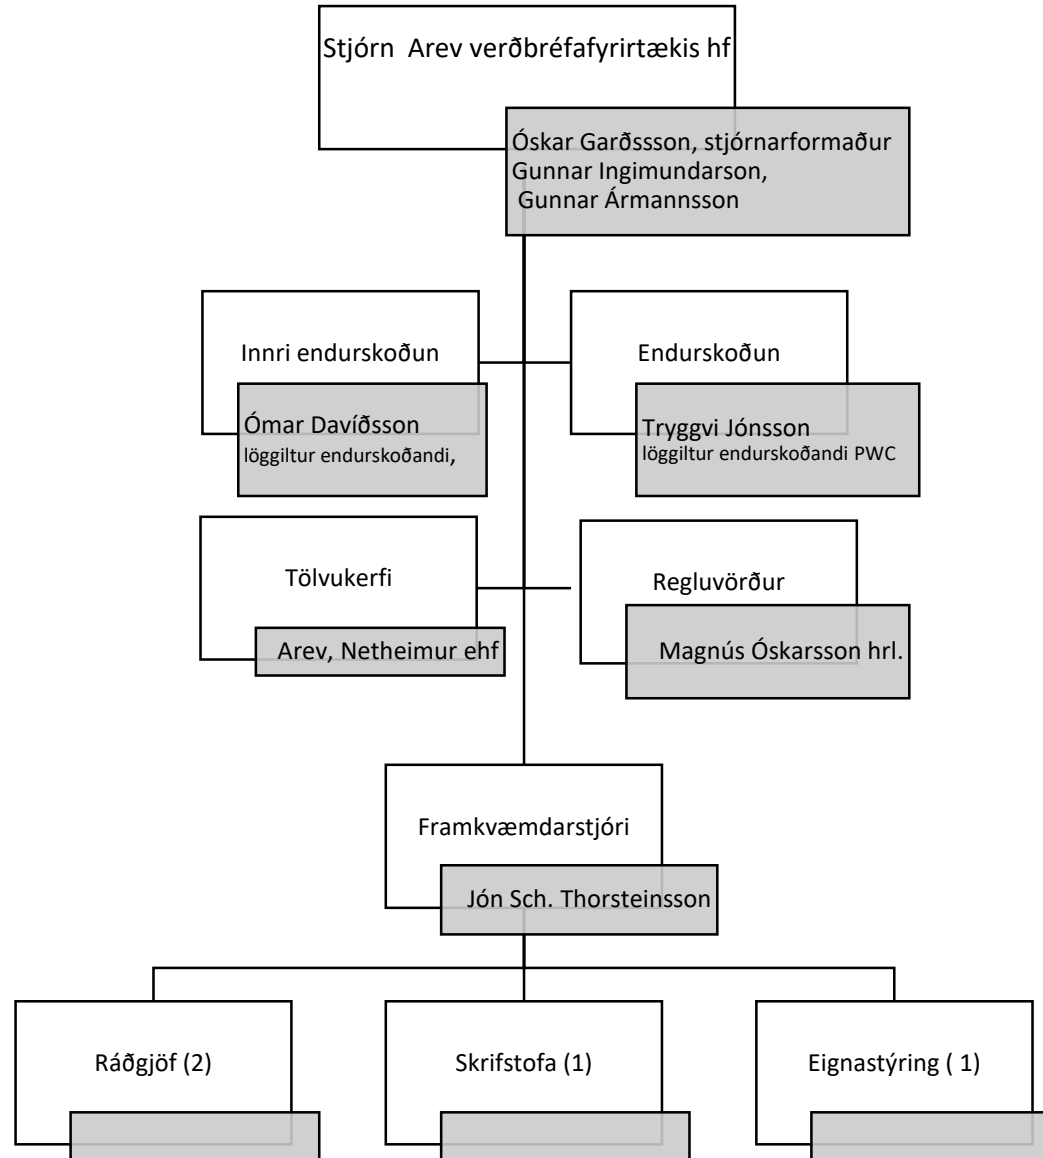 Stjórn Arev verðbréfafyrirtækis hf
Óskar Garðssson, stjórnarformaður
Gunnar Ingimundarson,
Gunnar Ármannsson
Innri endurskoðun
Ómar Davíðsson
löggiltur endurskoðandi,
Endurskoðun
Tryggvi Jónsson
löggiltur endurskoðandi PWC
Tölvukerfi
Arev, Netheimur ehf
Regluvörður
Magnús Óskarsson hrl.
Framkvæmdarstjóri
Jón Sch. Thorsteinsson
Ráðgjöf (2)
Skrifstofa (1)
Eignastýring ( 1)